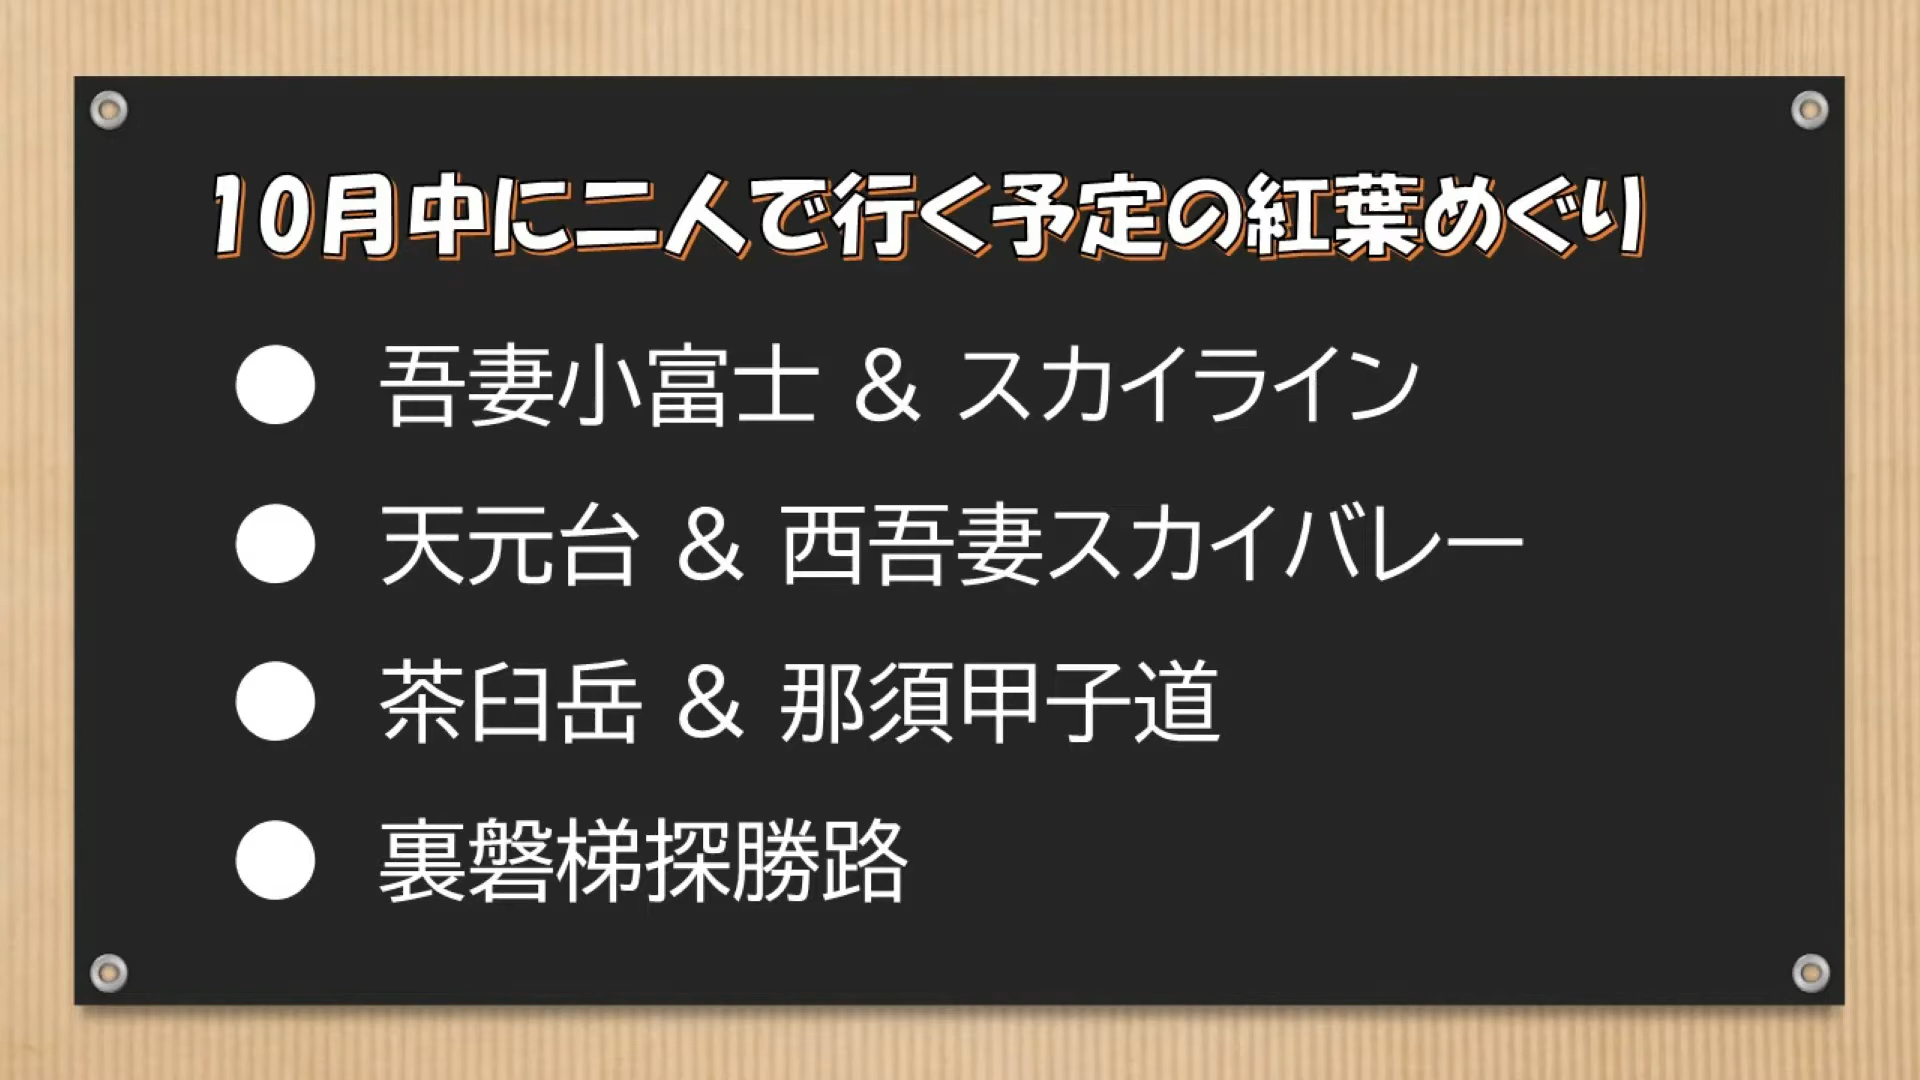 10月中に二人で行く予定の紅葉めぐり
● 吾妻小富士 & スカイライン
● 天元台 & 西吾妻スカイバレー
● 茶臼岳 & 那須甲子道
● 裏磐梯探勝路